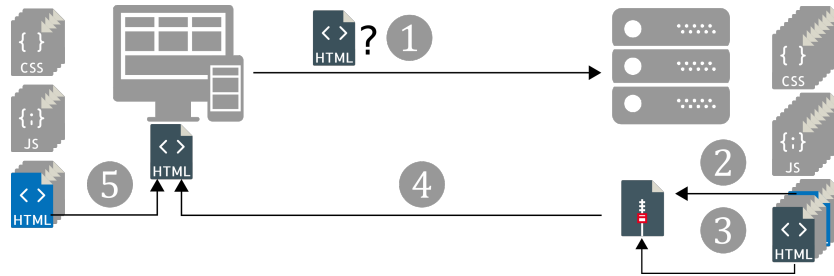 < >
HTML
?
1
{ }
CSS
{ }
CSS
{;}
JS
{;}
JS
< >
HTML
5
< >
HTML
4
2
3
< >
HTML